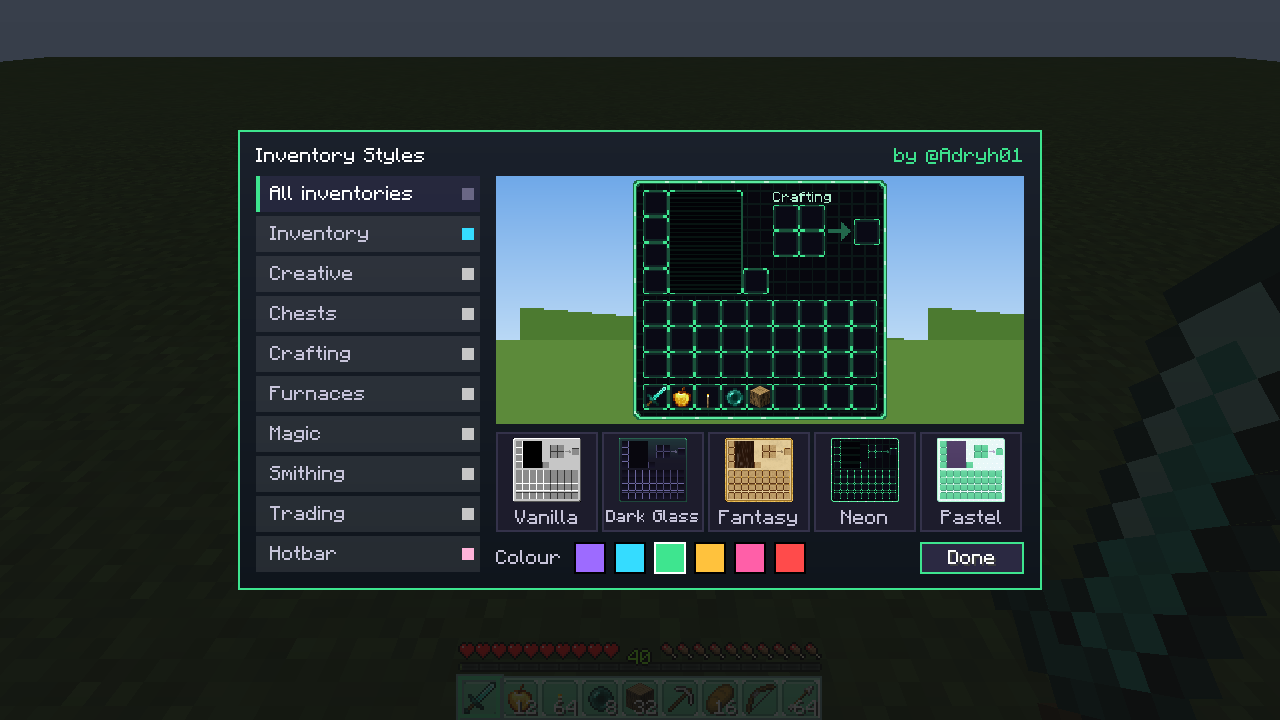 Inventory Styles
by @Adryh01
All inventories
Inventory
Creative
Chests
Crafting
Furnaces
Magic
Smithing
Trading
Hotbar
Crafting
Vanilla
Dark Glass
Fantasy
Neon
Pastel
Colour
Done
40
12 64 8 32 16 64